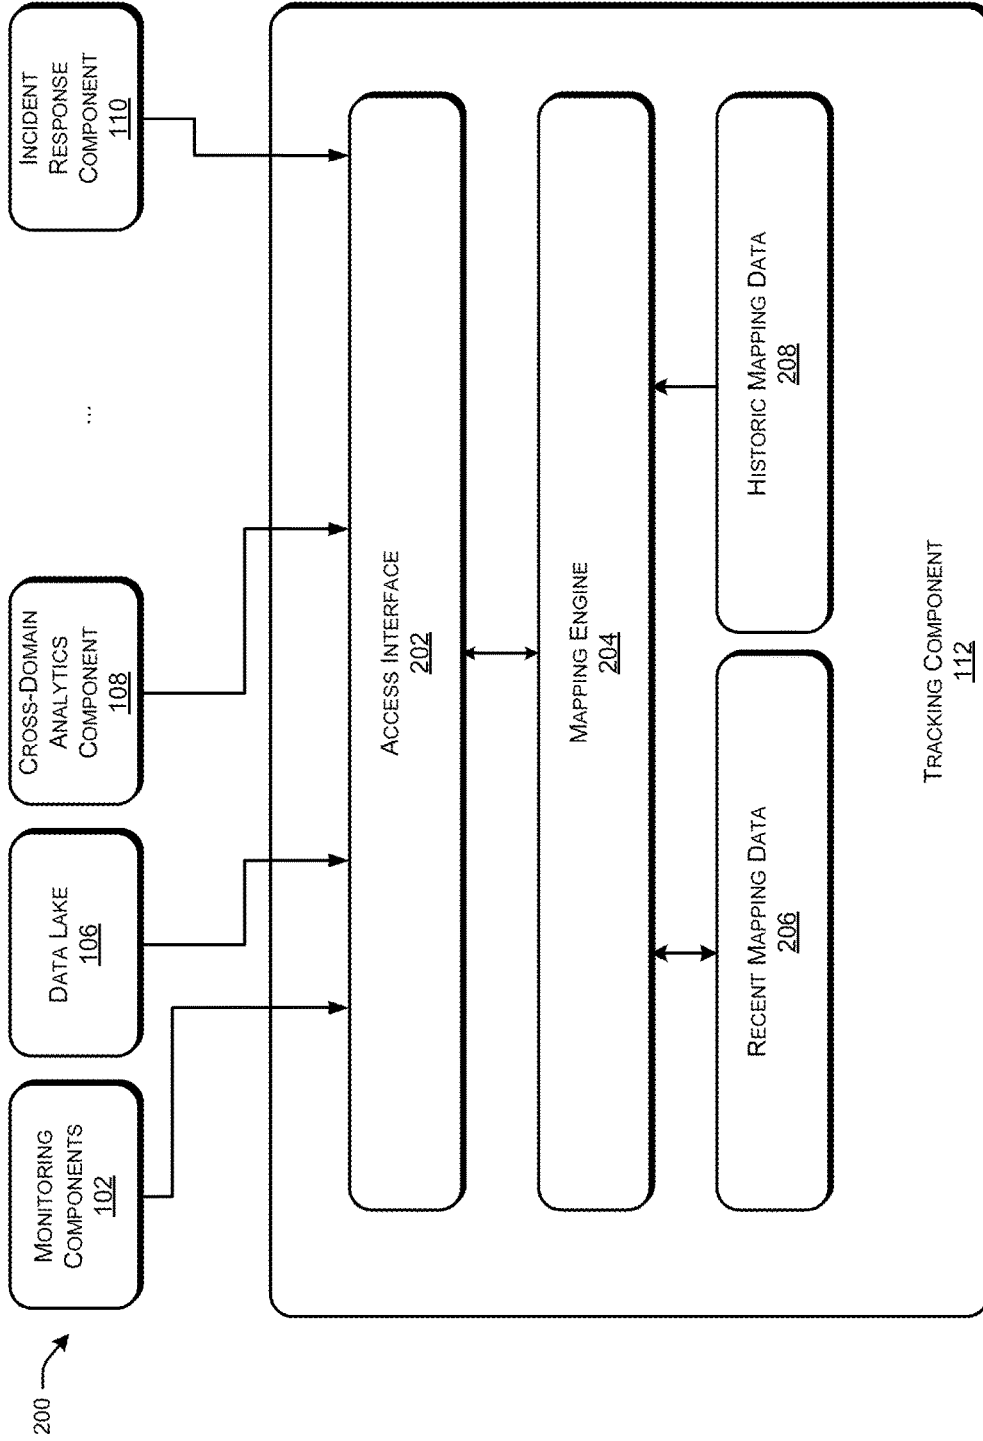 200
MONITORING
COMPONENTS
102
DATA LAKE
106
CROSS-DOMAIN
ANALYTICS
COMPONENT
108
...
INCIDENT
RESPONSE
COMPONENT
110
ACCESS INTERFACE
202
MAPPING ENGINE
204
RECENT MAPPING DATA
206
HISTORIC MAPPING DATA
208
TRACKING COMPONENT
112